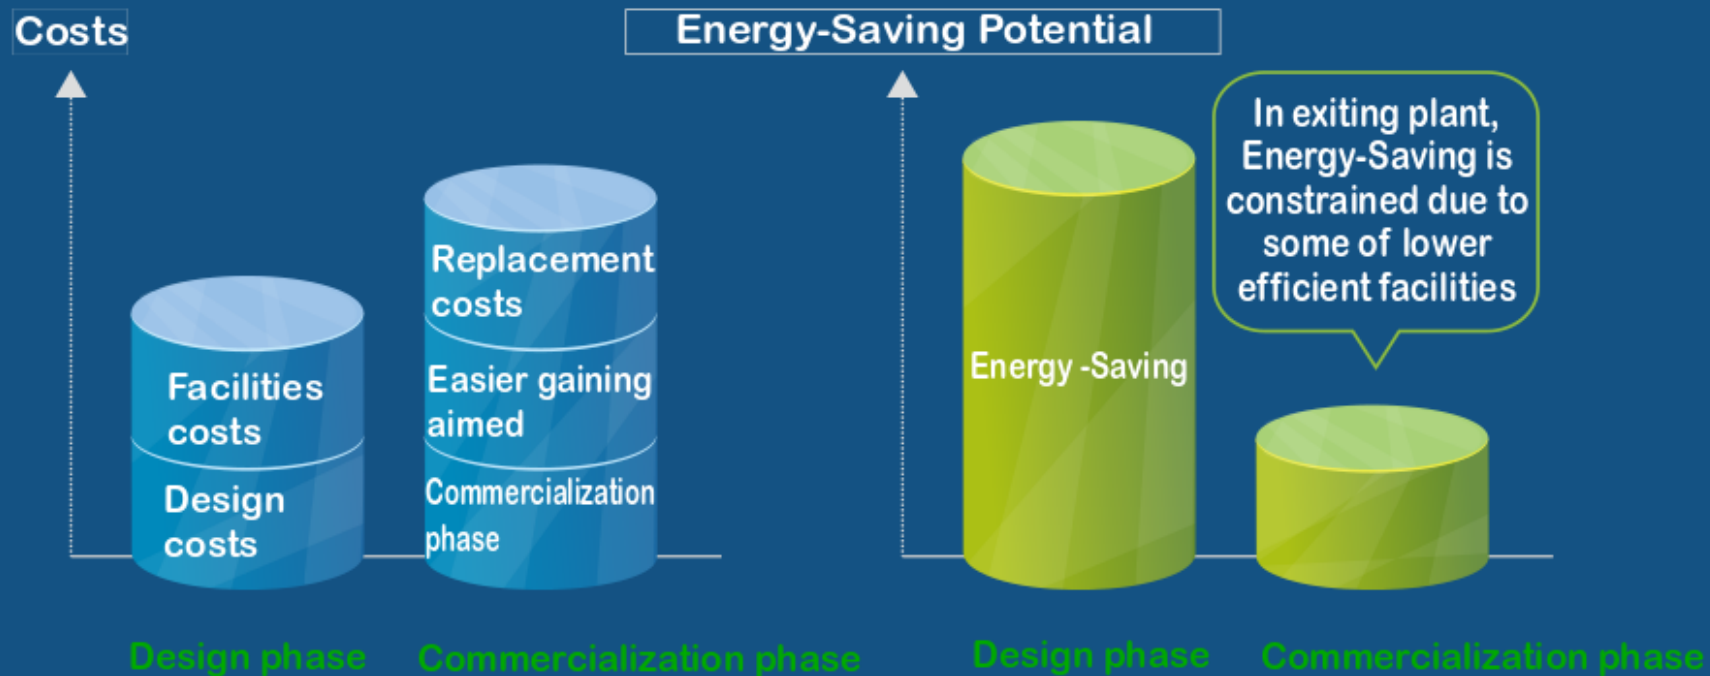 Costs
Energy-Saving Potential
Replacement
costs
Easier gaining
aimed
Commercialization
phase
Facilities
costs
Design
costs
Energy -Saving
In exiting plant,
Energy-Saving is
constrained due to
some of lower
efficient facilities
Design phase
Commercialization phase
Design phase
Commercialization phase